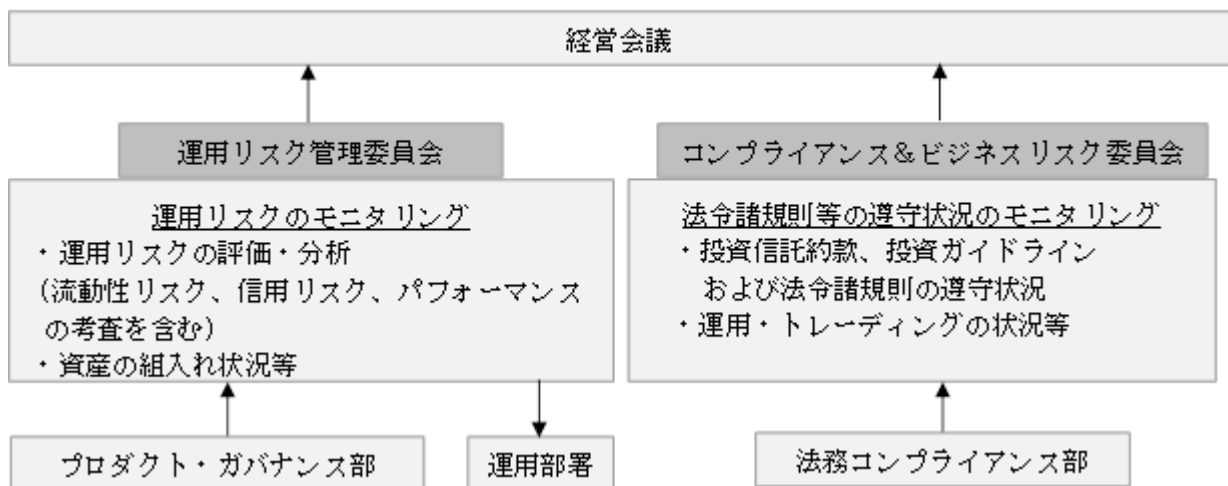 経営会議
運用リスク管理委員会
運用リスクのモニタリング
・運用リスクの評価・分析
(流動性リスク、信用リスク、パフォーマンス
の考査を含む)
・資産の組入れ状況等
プロダクト・ガバナンス部
運用部署
コンプライアンス&ビジネスリスク委員会
法令諸規則等の遵守状況のモニタリング
・投資信託約款、投資ガイドライン
および法令諸規則の遵守状況
・運用・トレーディングの状況等
法務コンプライアンス部